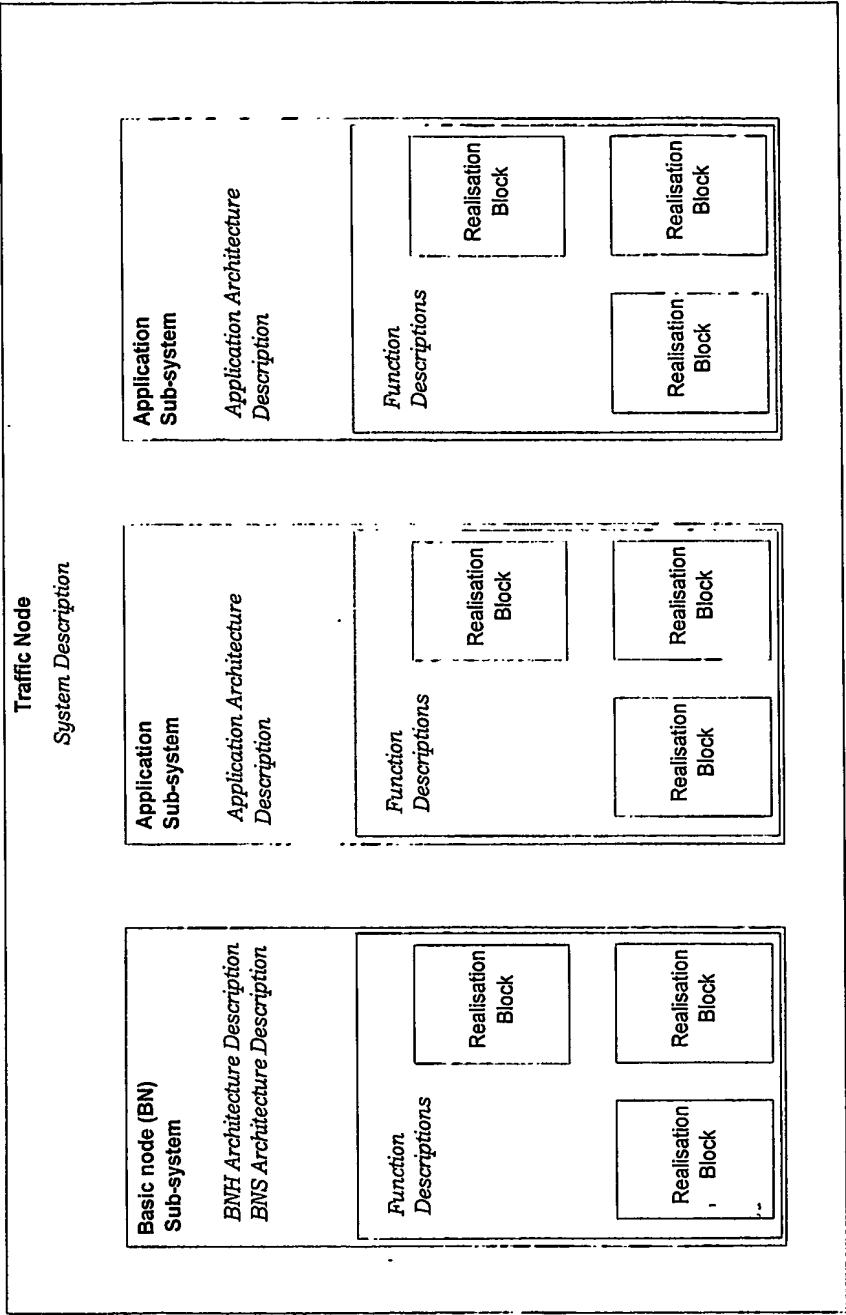 Traffic Node
System Description
Basic node (BN)
Sub-system
BNH Architecture Description
BNS Architecture Description
Function
Descriptions
Realisation
Block
Realisation
Block
Realisation
Block
Application
Sub-system
Application Architecture
Description
Function
Descriptions
Realisation
Block
Realisation
Block
Realisation
Block
Application
Sub-system
Application Architecture
Description
Function
Descriptions
Realisation
Block
Realisation
Block
Realisation
Block